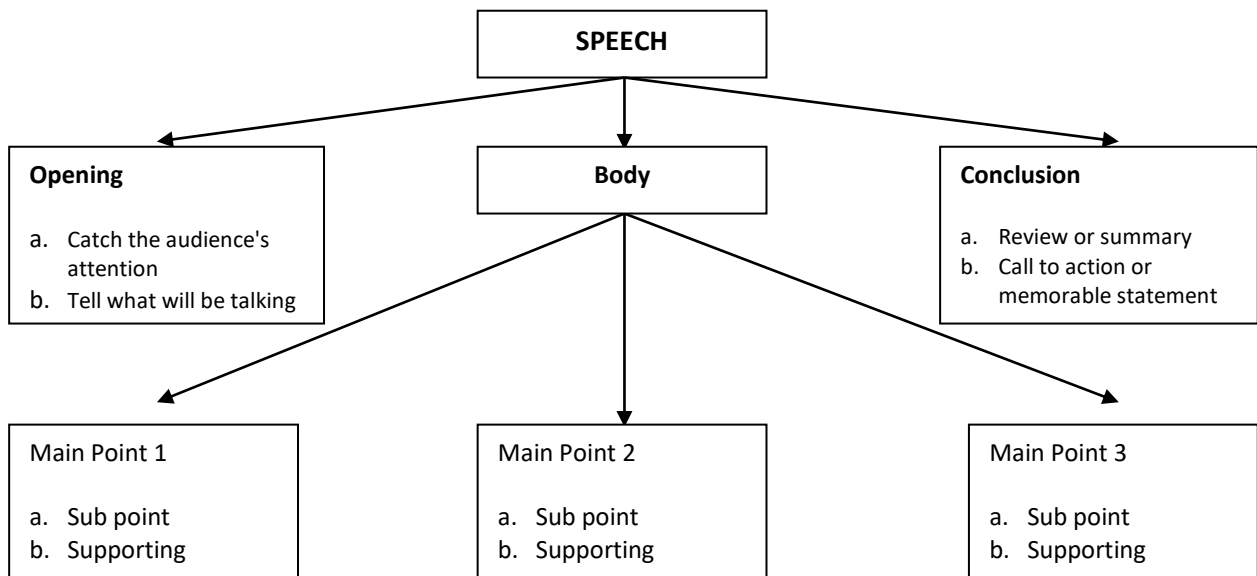 SPEECH
Opening
a. Catch the audience's
attention
b. Tell what will be talking
Body
Conclusion
a. Review or summary
b. Call to action or
memorable statement
Main Point 1
a. Sub point
b. Supporting
Main Point 2
a. Sub point
b. Supporting
Main Point 3
a. Sub point
b. Supporting